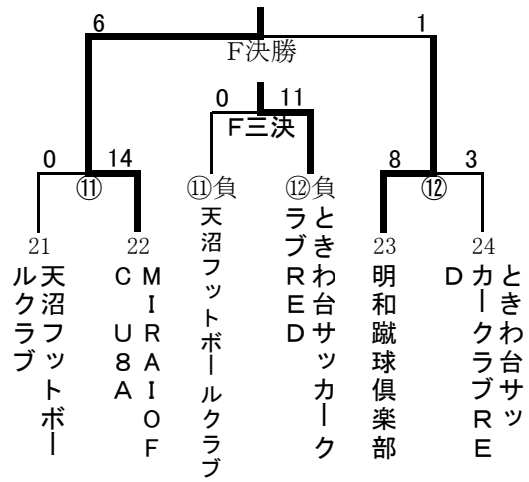 6
1
F決勝
0
11
F三決
0
14
8
3
⑪
⑪負
⑫負
⑫
21
22
23
24
天沼フットボー
ルクラブ
MIRAIOF
C U8A
天沼フットボールクラブ
ときわ台サッカーク
ラブRED
明和蹴球倶楽部
ときわ台サッ
カークラブRE
D